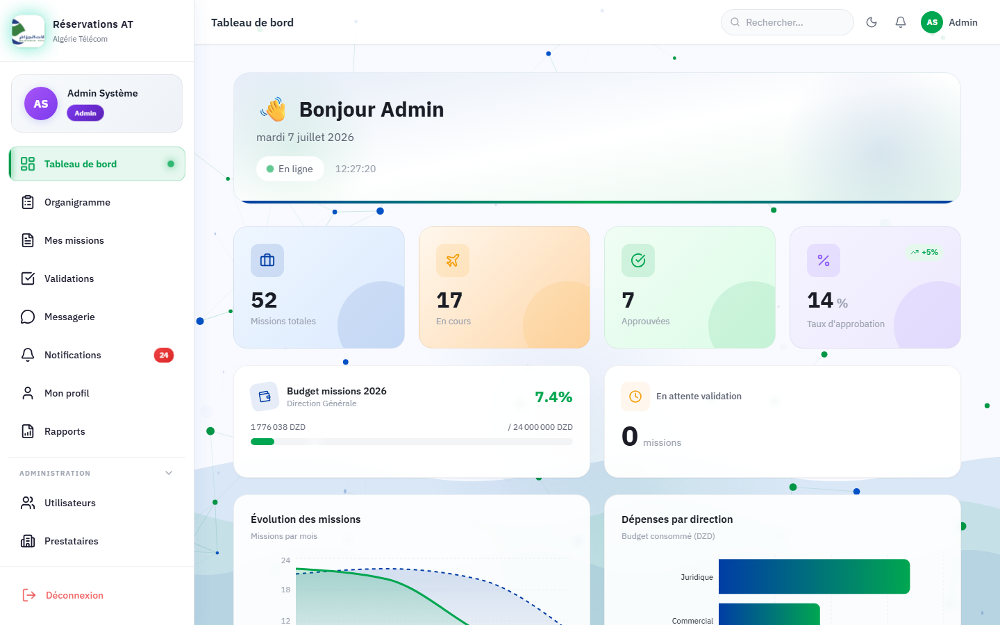 Réservations AT
Algérie Télécom
AS
Admin Système
Admin
Tableau de bord
Organigramme
Mes missions
Validations
Messagerie
Notifications
24
Mon profil
Rapports
ADMINISTRATION
Utilisateurs
Prestataires
Déconnexion
Tableau de bord
Rechercher...
AS
Admin
Bonjour Admin
mardi 7 juillet 2026
En ligne
12:27:20
52
Missions totales
17
En cours
7
Approuvées
+5%
14 %
Taux d'approbation
Budget missions 2026
Direction Générale
7.4%
1 776 038 DZD
/ 24 000 000 DZD
En attente validation
0 missions
Évolution des missions
Missions par mois
24
18
12
Dépenses par direction
Budget consommé (DZD)
Juridique
Commercial